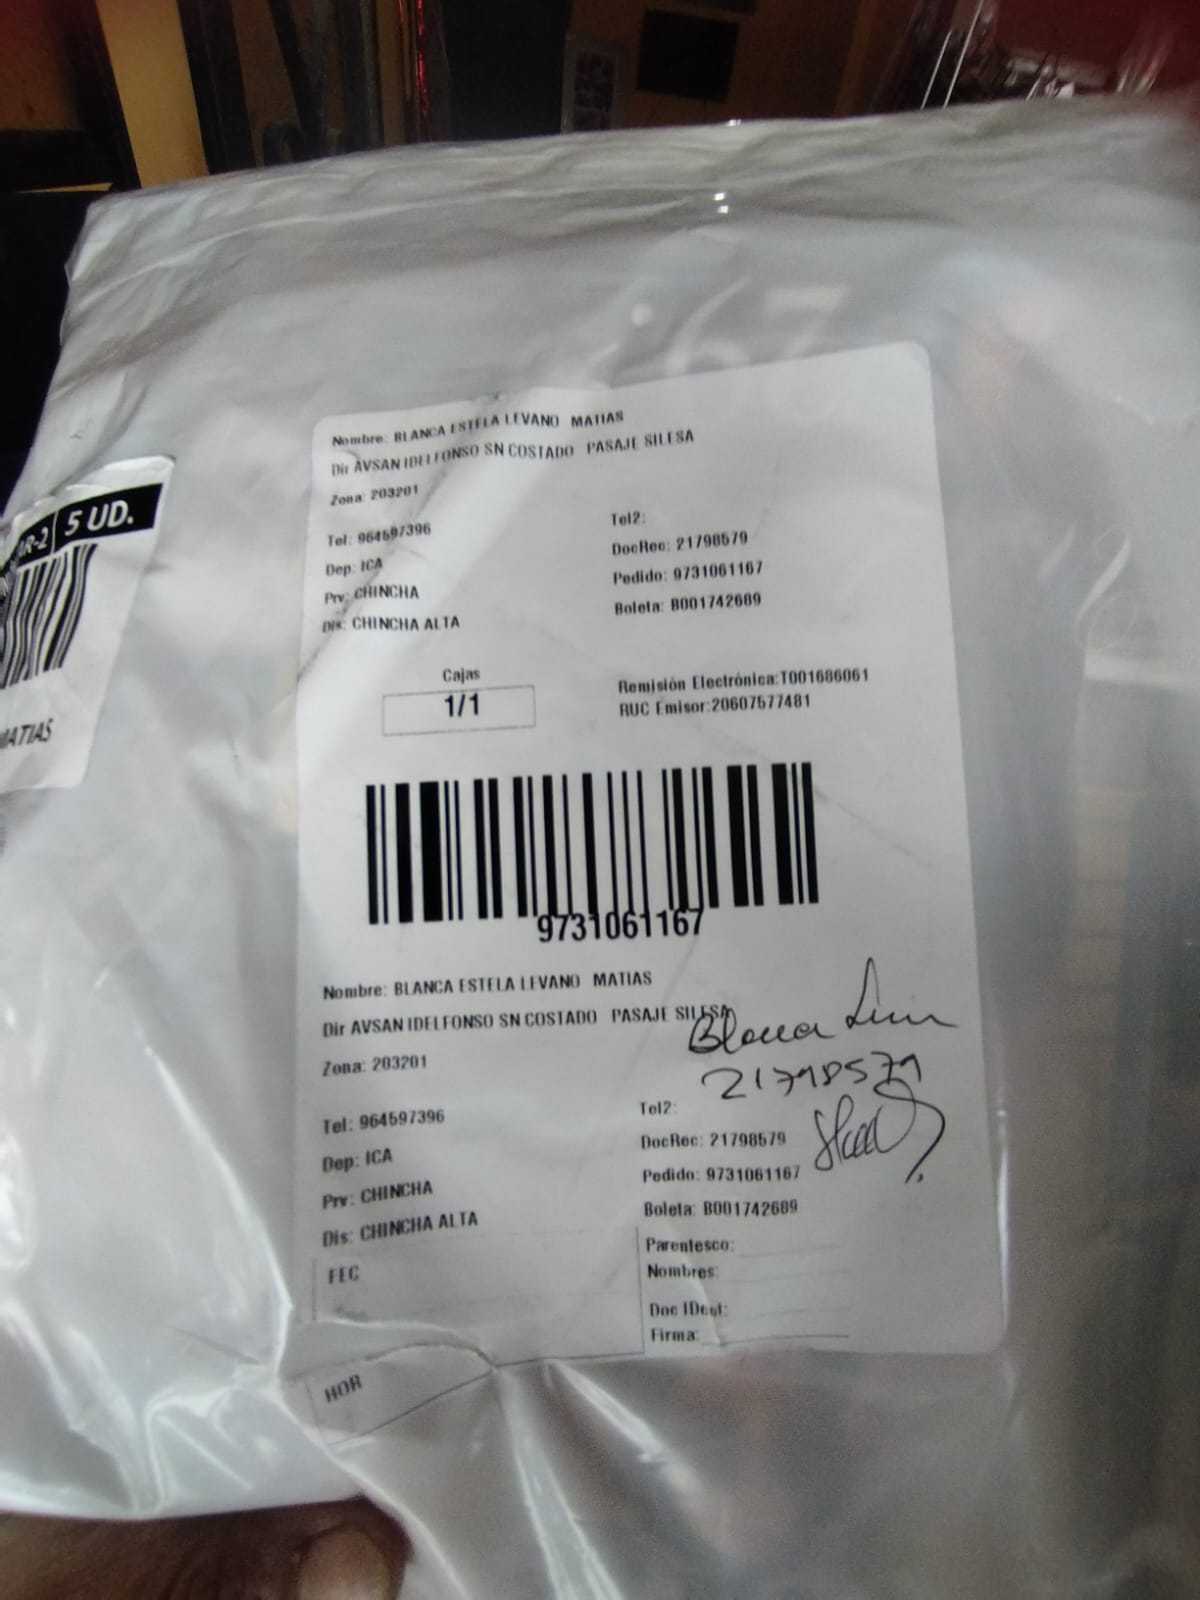 Nombre: BLANCA ESTELA LEVANO MATIAS
Dir AVSAN IDELFONSO SN COSTADO PASAJE SILESA
Zona: 203201
Tel: 964597396
Tel2:
Dep: ICA
DocRec: 21798579
Prv: CHINCHA
Pedido: 9731061167
Dis: CHINCHA ALTA
Boleta: B001742689
AR-2 5 UD.
MATIAS
Cajas
1/1
Remisión Electrónica:T001686061
RUC Emisor:20607577481
9731061167
Nombre: BLANCA ESTELA LEVANO MATIAS
Dir AVSAN IDELFONSO SN COSTADO PASAJE SILESA
Blanca
Zona: 203201
21798579
Tel: 964597396
Tel2:
Dep: ICA
DocRec: 21798579
Prv: CHINCHA
Pedido: 9731061167
Dis: CHINCHA ALTA
Boleta: B001742689
FEC
Parentesco:
Nombres:
Doc IDest:
Firma:
HOR